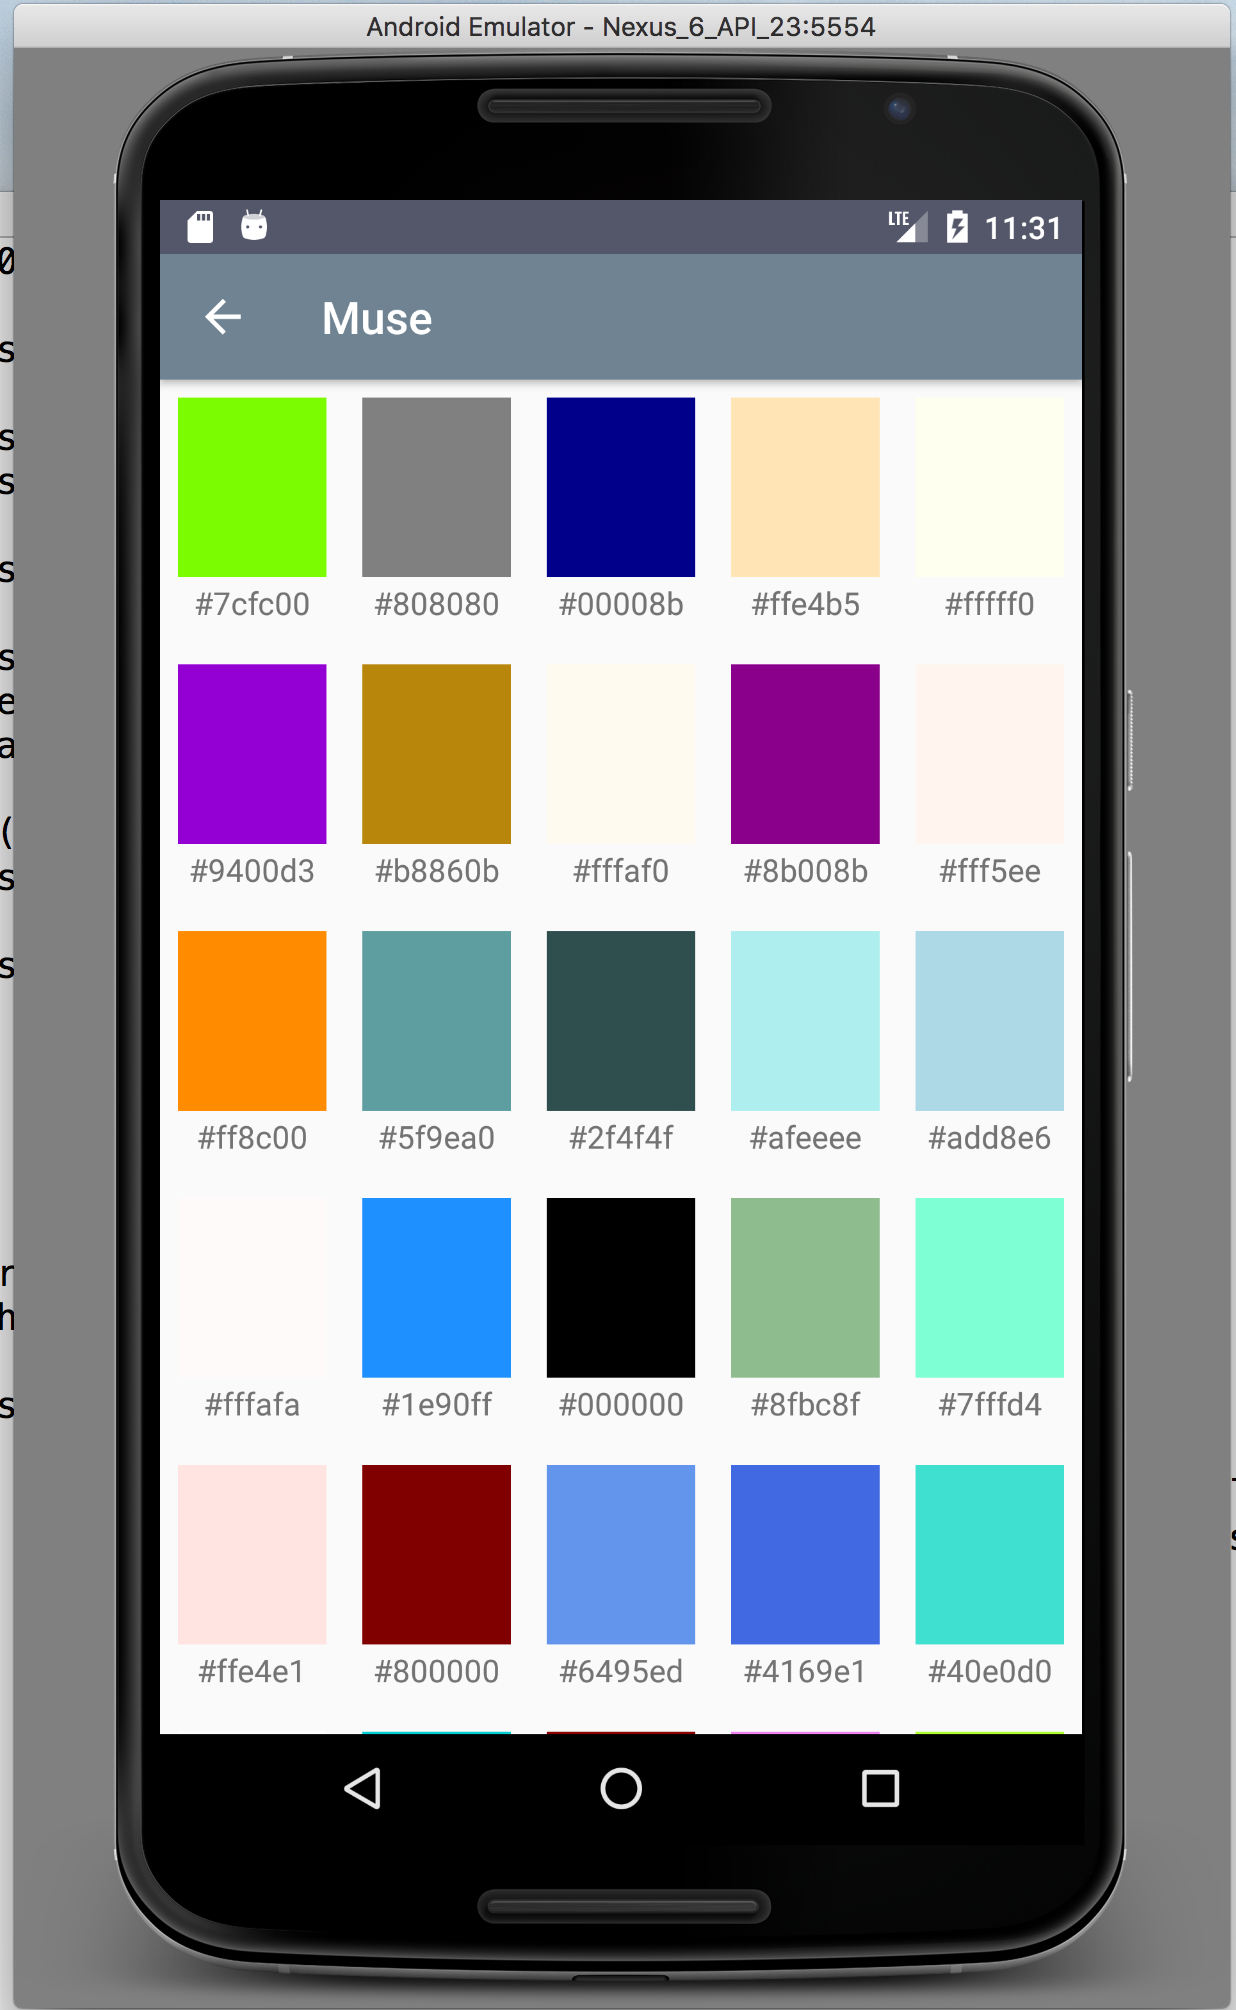 Android Emulator - Nexus_6_API_23:5554
LTE 11:31
Muse
#7cfc00 #808080 #00008b #ffe4b5 #fffff0
#9400d3 #b8860b #fffaf0 #8b008b #fff5ee
#ff8c00 #5f9ea0 #2f4f4f #afeeee #add8e6
#fffafa #1e90ff #000000 #8fbc8f #7fffd4
#ffe4e1 #800000 #6495ed #4169e1 #40e0d0